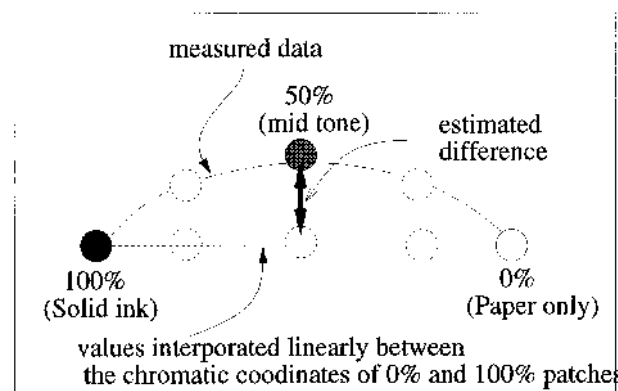 measured data
50%
(mid tone)
estimated
difference
100%
(Solid ink)
0%
(Paper only)
values interporated linearly between
the chromatic coodinates of 0% and 100% patches